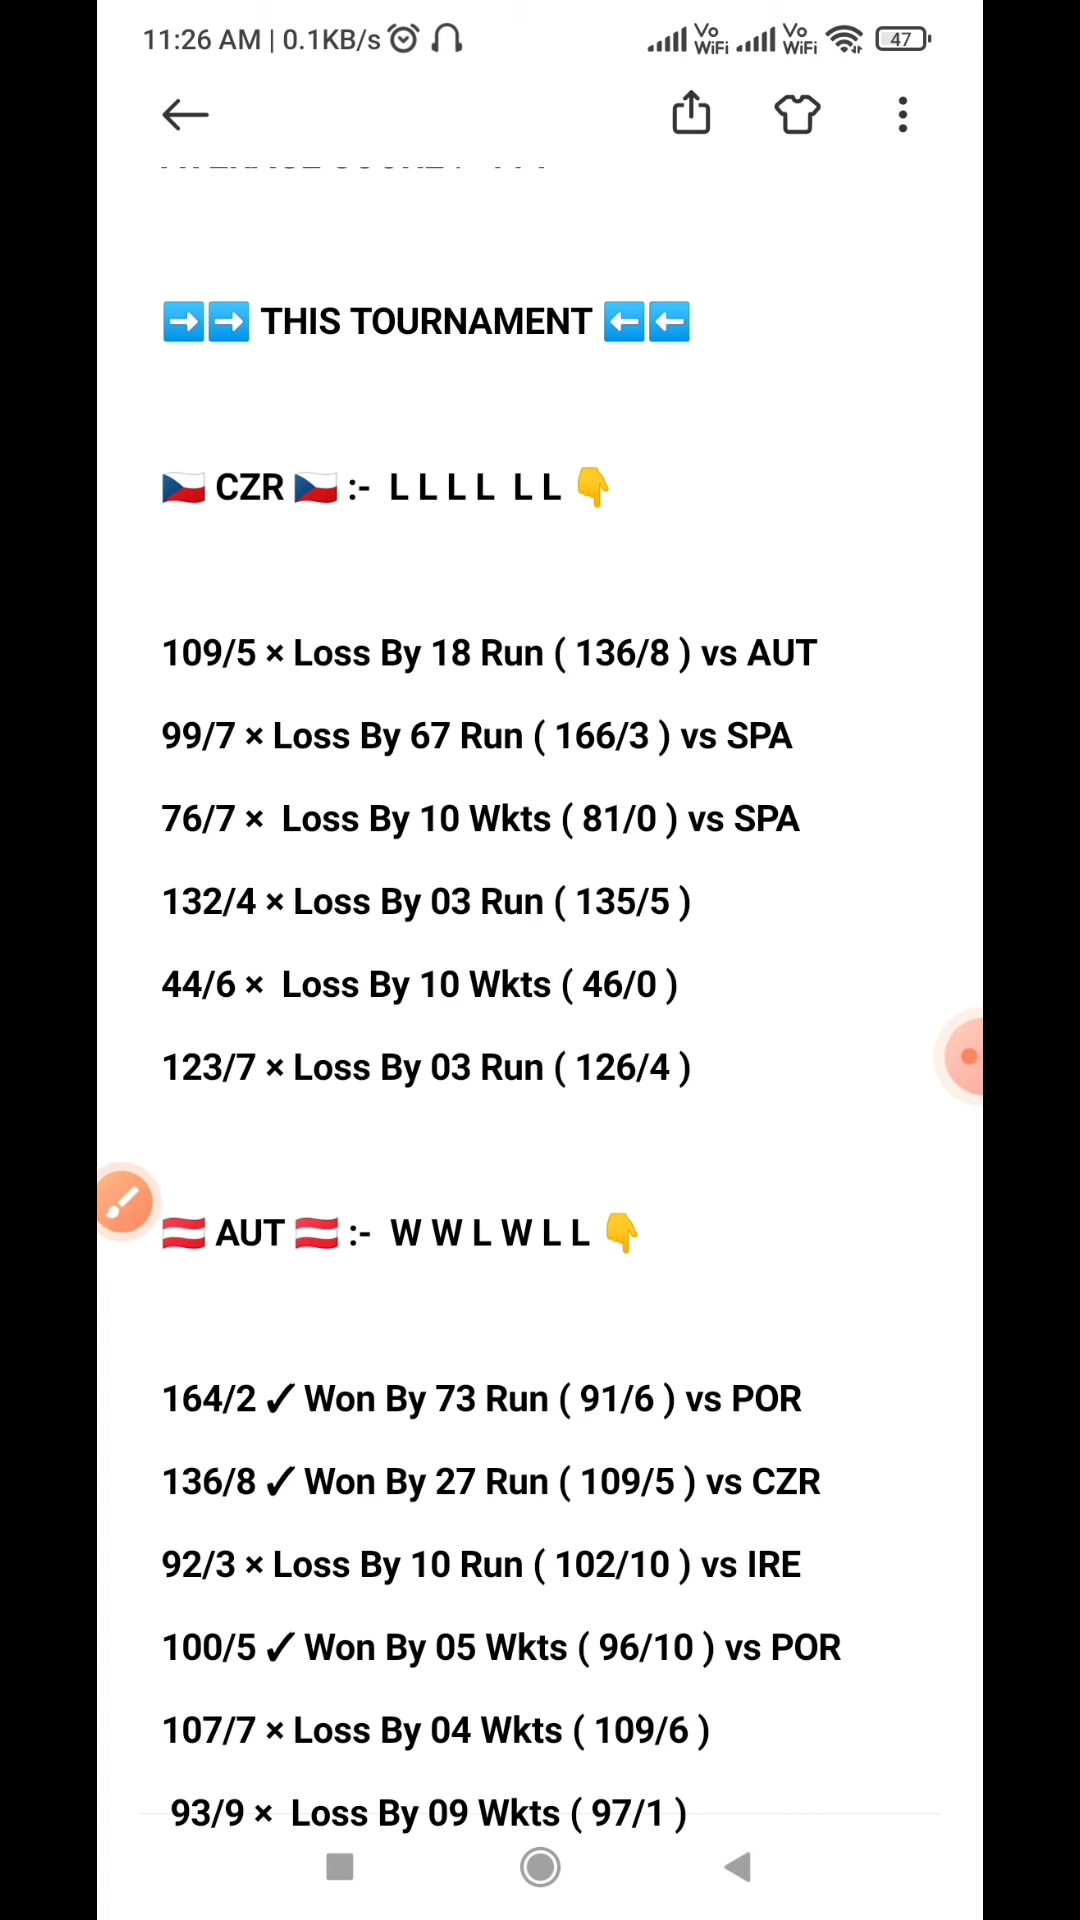 11:26 AM | 0.1KB/s Vo WiFi Vo WiFi 47
➡️➡️ THIS TOURNAMENT ⬅️⬅️
🇨🇿 CZR 🇨🇿 :- L L L L L L 👇
109/5 × Loss By 18 Run ( 136/8 ) vs AUT
99/7 × Loss By 67 Run ( 166/3 ) vs SPA
76/7 × Loss By 10 Wkts ( 81/0 ) vs SPA
132/4 × Loss By 03 Run ( 135/5 )
44/6 × Loss By 10 Wkts ( 46/0 )
123/7 × Loss By 03 Run ( 126/4 )
🇦🇹 AUT 🇦🇹 :- W W L W L L 👇
164/2 ✓ Won By 73 Run ( 91/6 ) vs POR
136/8 ✓ Won By 27 Run ( 109/5 ) vs CZR
92/3 × Loss By 10 Run ( 102/10 ) vs IRE
100/5 ✓ Won By 05 Wkts ( 96/10 ) vs POR
107/7 × Loss By 04 Wkts ( 109/6 )
93/9 × Loss By 09 Wkts ( 97/1 )